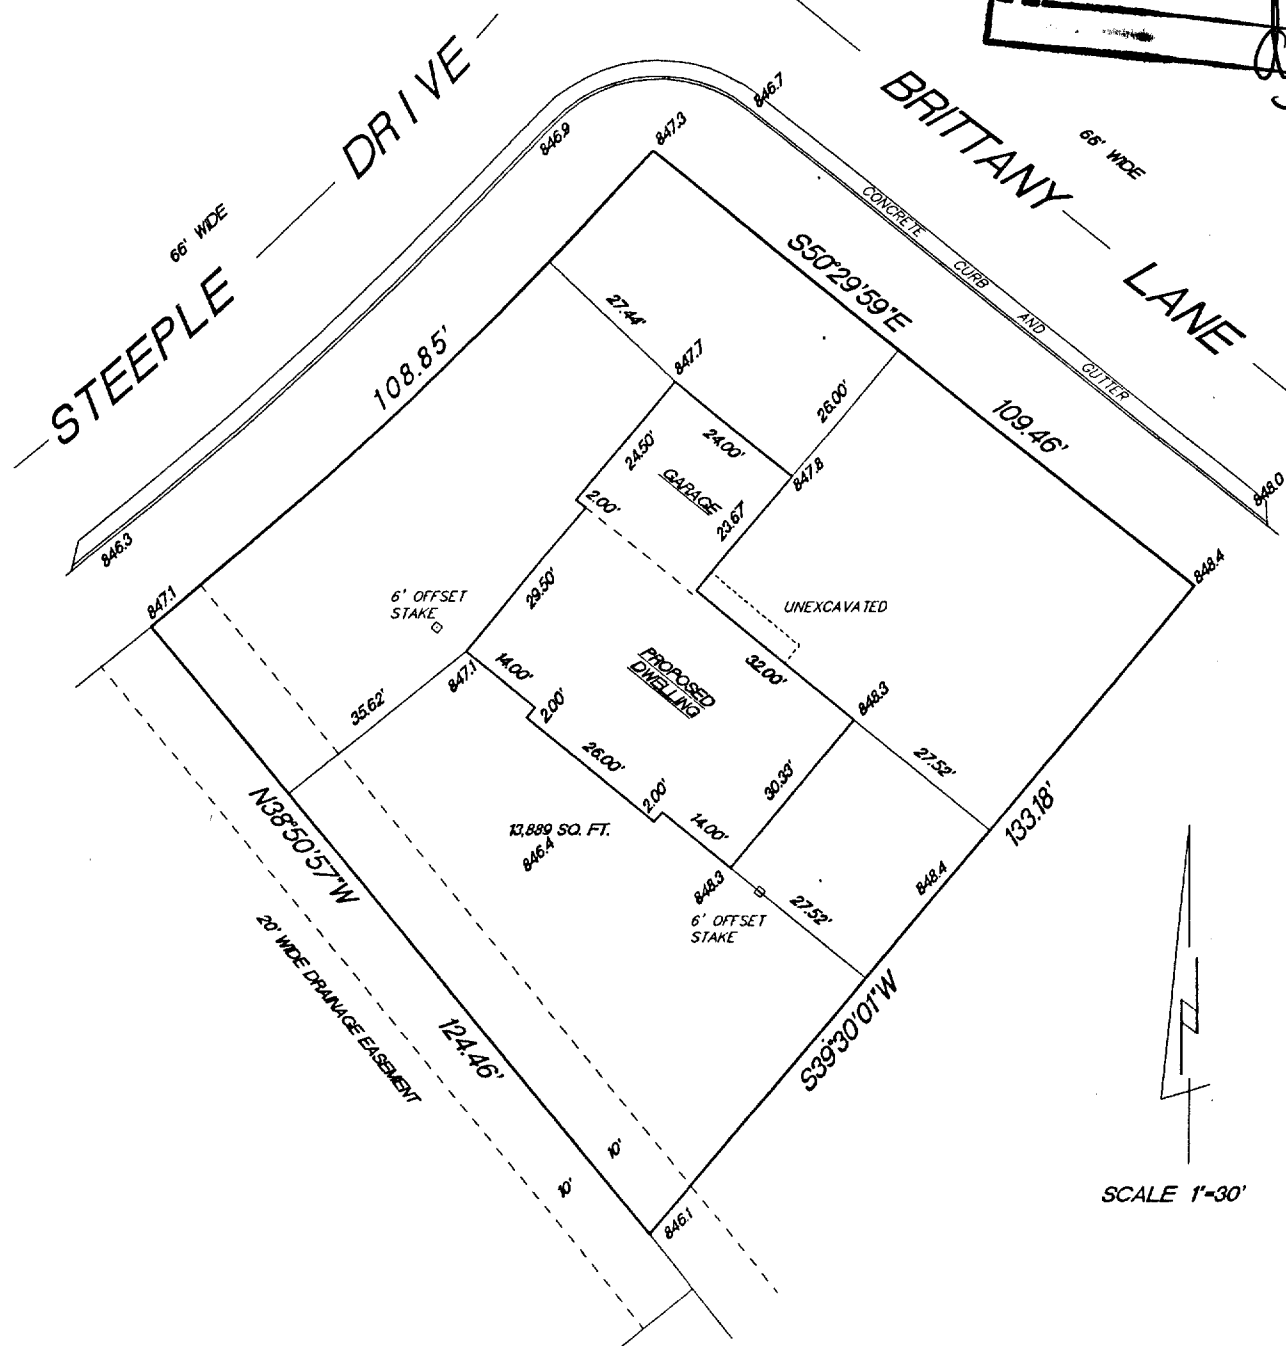 STEEPLE DRIVE
66' WIDE
BRITTANY LANE
66' WIDE
CONCRETE CURB AND GUTTER
846.9
847.3
846.7
848.0
846.3
847.1
108.85'
S50°29'59"E
109.46'
27.44'
847.7
26.00'
24.50'
24.00'
GARAGE
847.8
23.67'
2.00'
848.4
6' OFFSET
STAKE
29.50'
UNEXCAVATED
35.62'
847.1
14.00'
2.00'
PROPOSED
DWELLING
32.00'
848.3
26.00'
30.33'
27.52'
133.18'
2.00'
14.00'
13,889 SQ. FT.
846.4
848.3
848.4
27.52'
6' OFFSET
STAKE
N38°50'57"W
S39°30'01"W
20' WIDE DRAINAGE EASEMENT
124.46'
10'
10'
846.1
SCALE 1"=30'